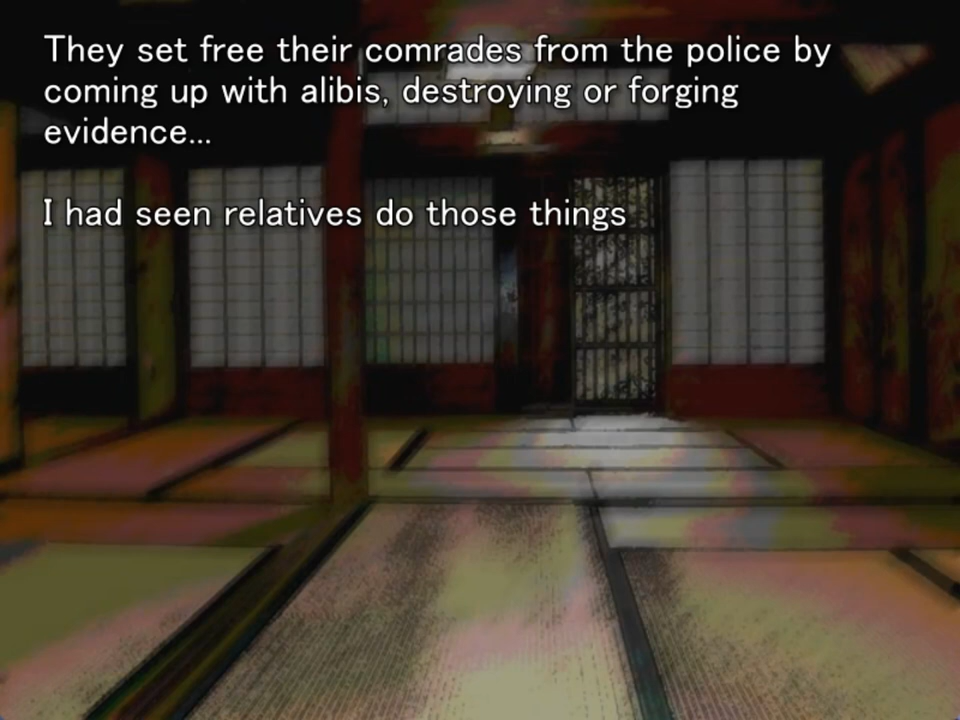 They set free their comrades from the police by
coming up with alibis, destroying or forging
evidence...
I had seen relatives do those things